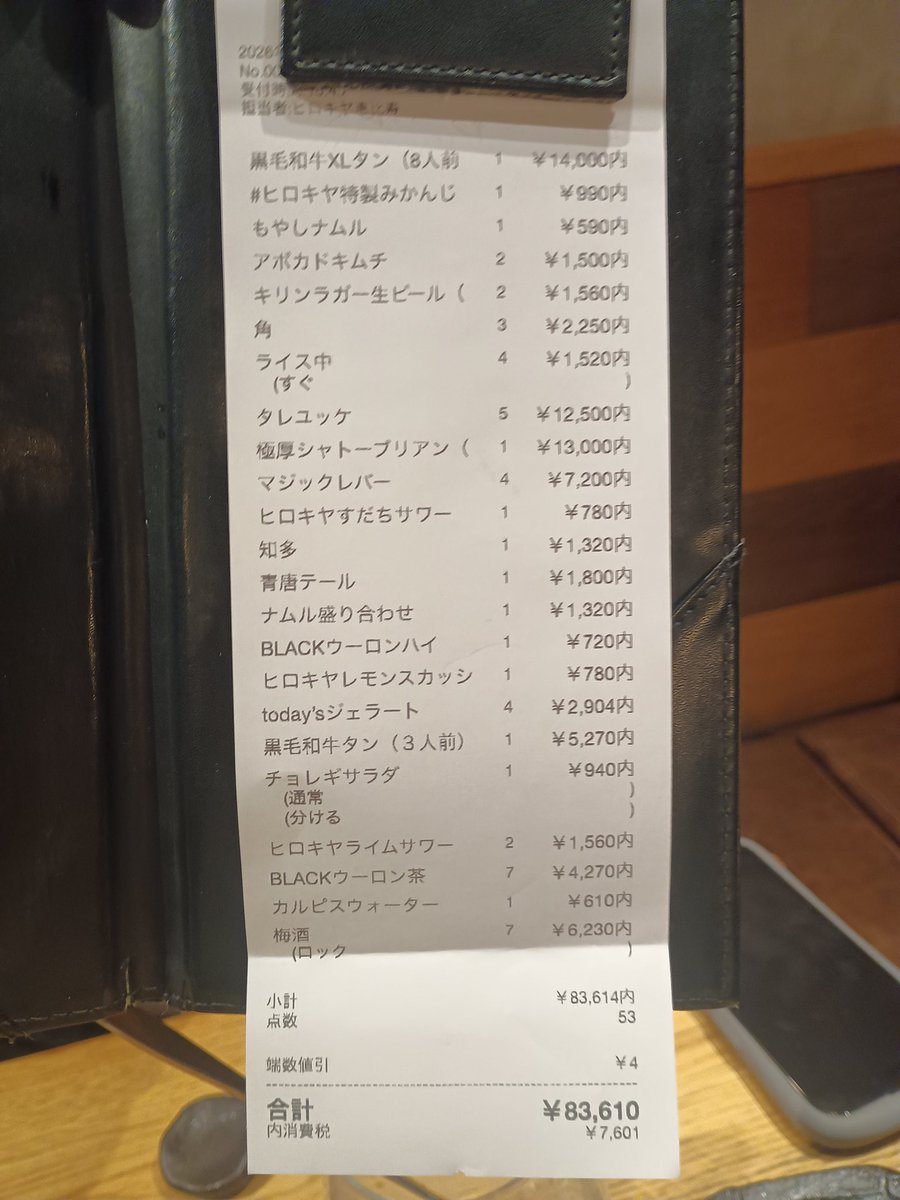 2026
No.00
受付時
担当者:ヒロキヤ恵比寿
黒毛和牛XLタン（8人前 1 ¥14,000内
#ヒロキヤ特製みかんじ 1 ¥990内
もやしナムル 1 ¥590内
アボカドキムチ 2 ¥1,500内
キリンラガー生ビール（ 2 ¥1,560内
角 3 ¥2,250内
ライス中 4 ¥1,520内
(すぐ )
タレユッケ 5 ¥12,500内
極厚シャトーブリアン（ 1 ¥13,000内
マジックレバー 4 ¥7,200内
ヒロキヤすだちサワー 1 ¥780内
知多 1 ¥1,320内
青唐テール 1 ¥1,800内
ナムル盛り合わせ 1 ¥1,320内
BLACKウーロンハイ 1 ¥720内
ヒロキヤレモンスカッシ 1 ¥780内
today'sジェラート 4 ¥2,904内
黒毛和牛タン（３人前） 1 ¥5,270内
チョレギサラダ 1 ¥940内
(通常 )
(分ける )
ヒロキヤライムサワー 2 ¥1,560内
BLACKウーロン茶 7 ¥4,270内
カルピスウォーター 1 ¥610内
梅酒 7 ¥6,230内
(ロック )
小計 ¥83,614内
点数 53
端数値引 ¥4
合計 ¥83,610
内消費税 ¥7,601